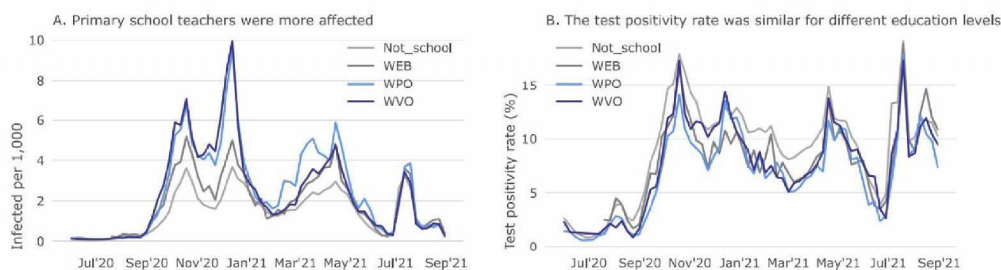 A. Primary school teachers were more affected
Infected per 1,000
10
8
6
4
2
0
Not_school
WEB
WPO
WVO
Jul'20 Sep'20 Nov'20 Jan'21 Mar'21 May'21 Jul'21 Sep'21
B. The test positivity rate was similar for different education levels
Test positivity rate (%)
15
10
5
0
Not_school
WEB
WPO
WVO
Jul'20 Sep'20 Nov'20 Jan'21 Mar'21 May'21 Jul'21 Sep'21